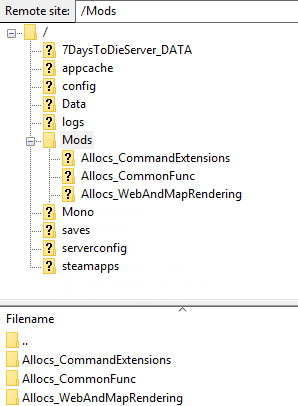 Remote site: /Mods
/
7DaysToDieServer_DATA
appcache
config
Data
logs
Mods
Allocs_CommandExtensions
Allocs_CommonFunc
Allocs_WebAndMapRendering
Mono
saves
serverconfig
steamapps
Filename
..
Allocs_CommandExtensions
Allocs_CommonFunc
Allocs_WebAndMapRendering